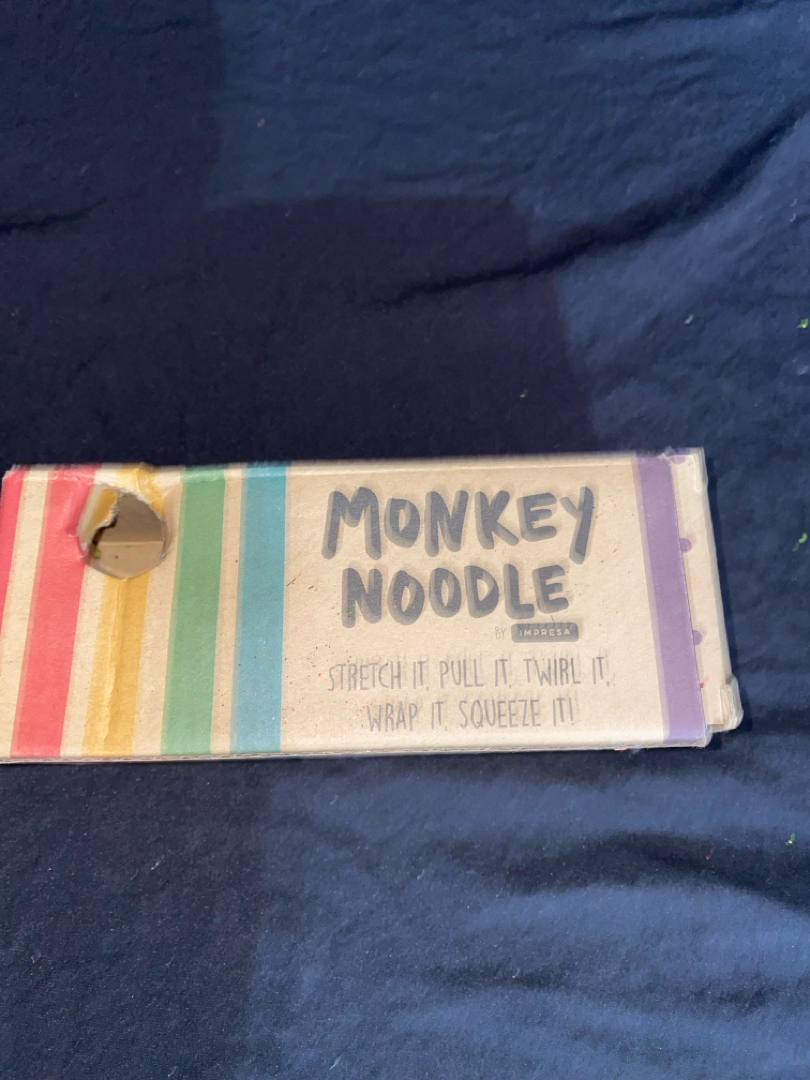 MONKEY
NOODLE
BY IMPRESA
STRETCH IT, PULL IT, TWIRL IT,
WRAP IT, SQUEEZE IT!